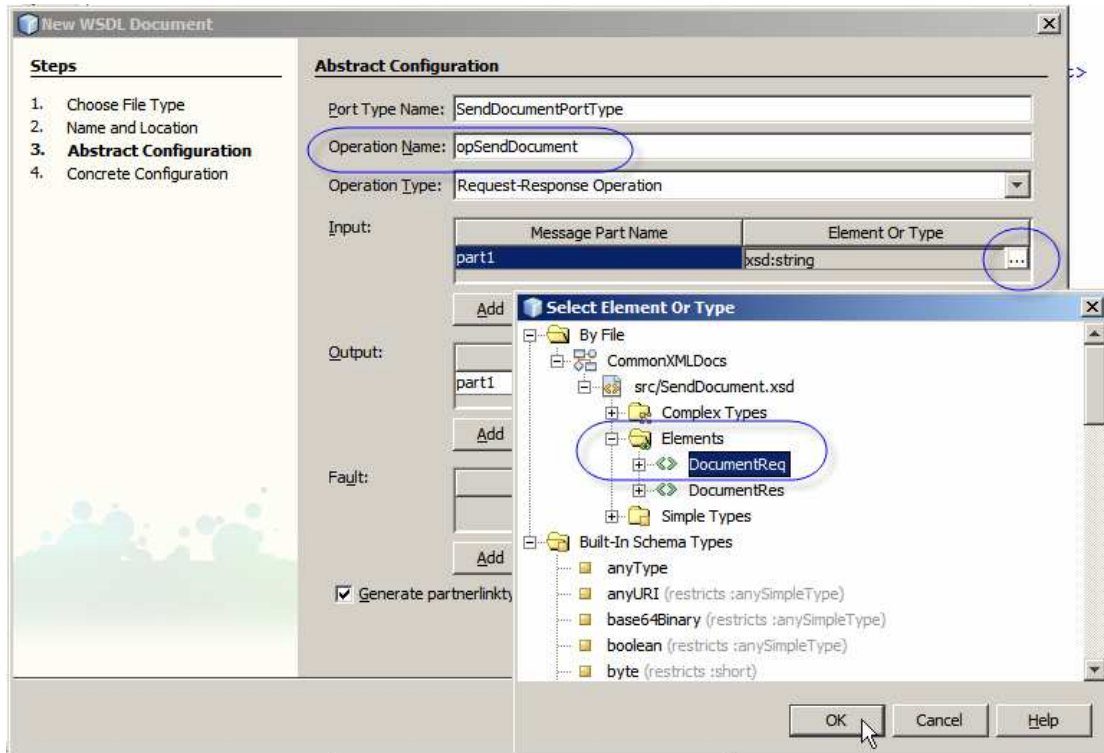 New WSDL Document
Steps
1. Choose File Type
2. Name and Location
3. Abstract Configuration
4. Concrete Configuration
Abstract Configuration
:>
Port Type Name: SendDocumentPortType
Operation Name: opSendDocument
Operation Type: Request-Response Operation
Input:
Message Part Name Element Or Type
part1 xsd:string ...
Add
Output:
part1
Add
Fault:
Add
Generate partnerlinkty
Select Element Or Type
By File
CommonXMLDocs
src/SendDocument.xsd
Complex Types
Elements
DocumentReq
DocumentRes
Simple Types
Built-In Schema Types
anyType
anyURI (restricts :anySimpleType)
base64Binary (restricts :anySimpleType)
boolean (restricts :anySimpleType)
byte (restricts :short)
OK Cancel Help